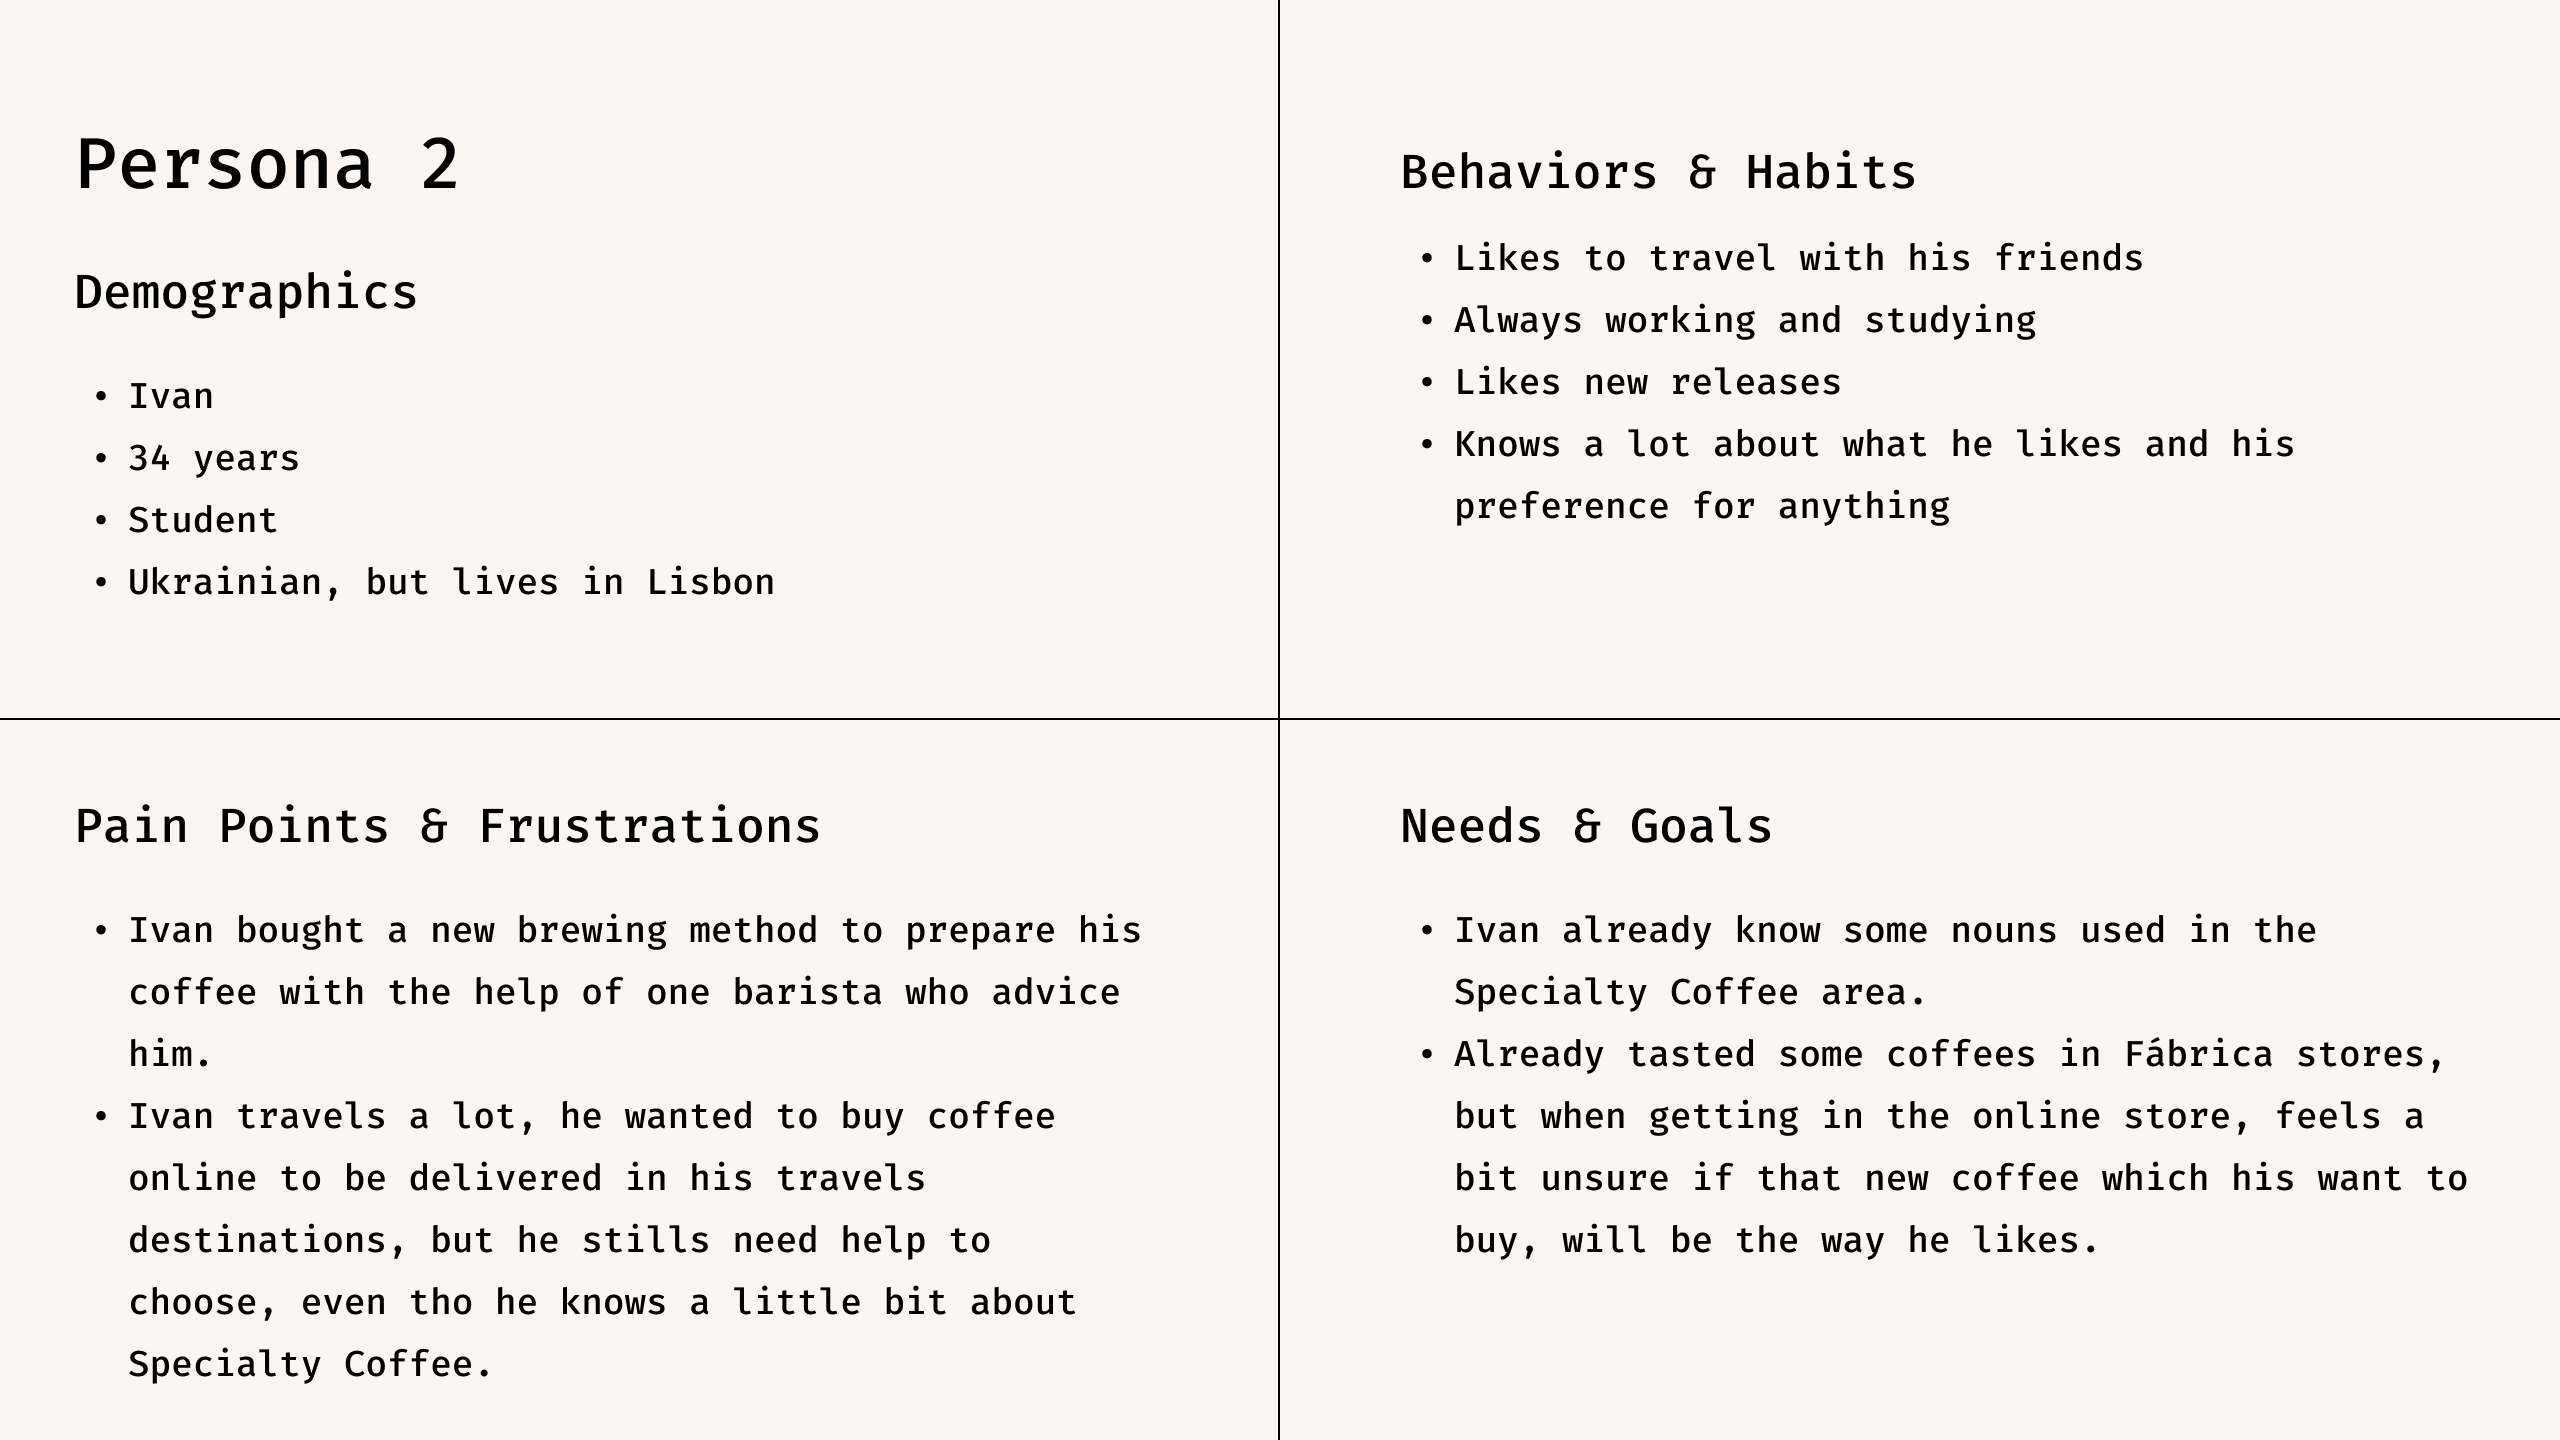 Persona 2
Demographics
• Ivan
• 34 years
• Student
• Ukrainian, but lives in Lisbon
Behaviors & Habits
• Likes to travel with his friends
• Always working and studying
• Likes new releases
• Knows a lot about what he likes and his
preference for anything
Pain Points & Frustrations
• Ivan bought a new brewing method to prepare his
coffee with the help of one barista who advice
him.
• Ivan travels a lot, he wanted to buy coffee
online to be delivered in his travels
destinations, but he stills need help to
choose, even tho he knows a little bit about
Specialty Coffee.
Needs & Goals
• Ivan already know some nouns used in the
Specialty Coffee area.
• Already tasted some coffees in Fábrica stores,
but when getting in the online store, feels a
bit unsure if that new coffee which his want to
buy, will be the way he likes.